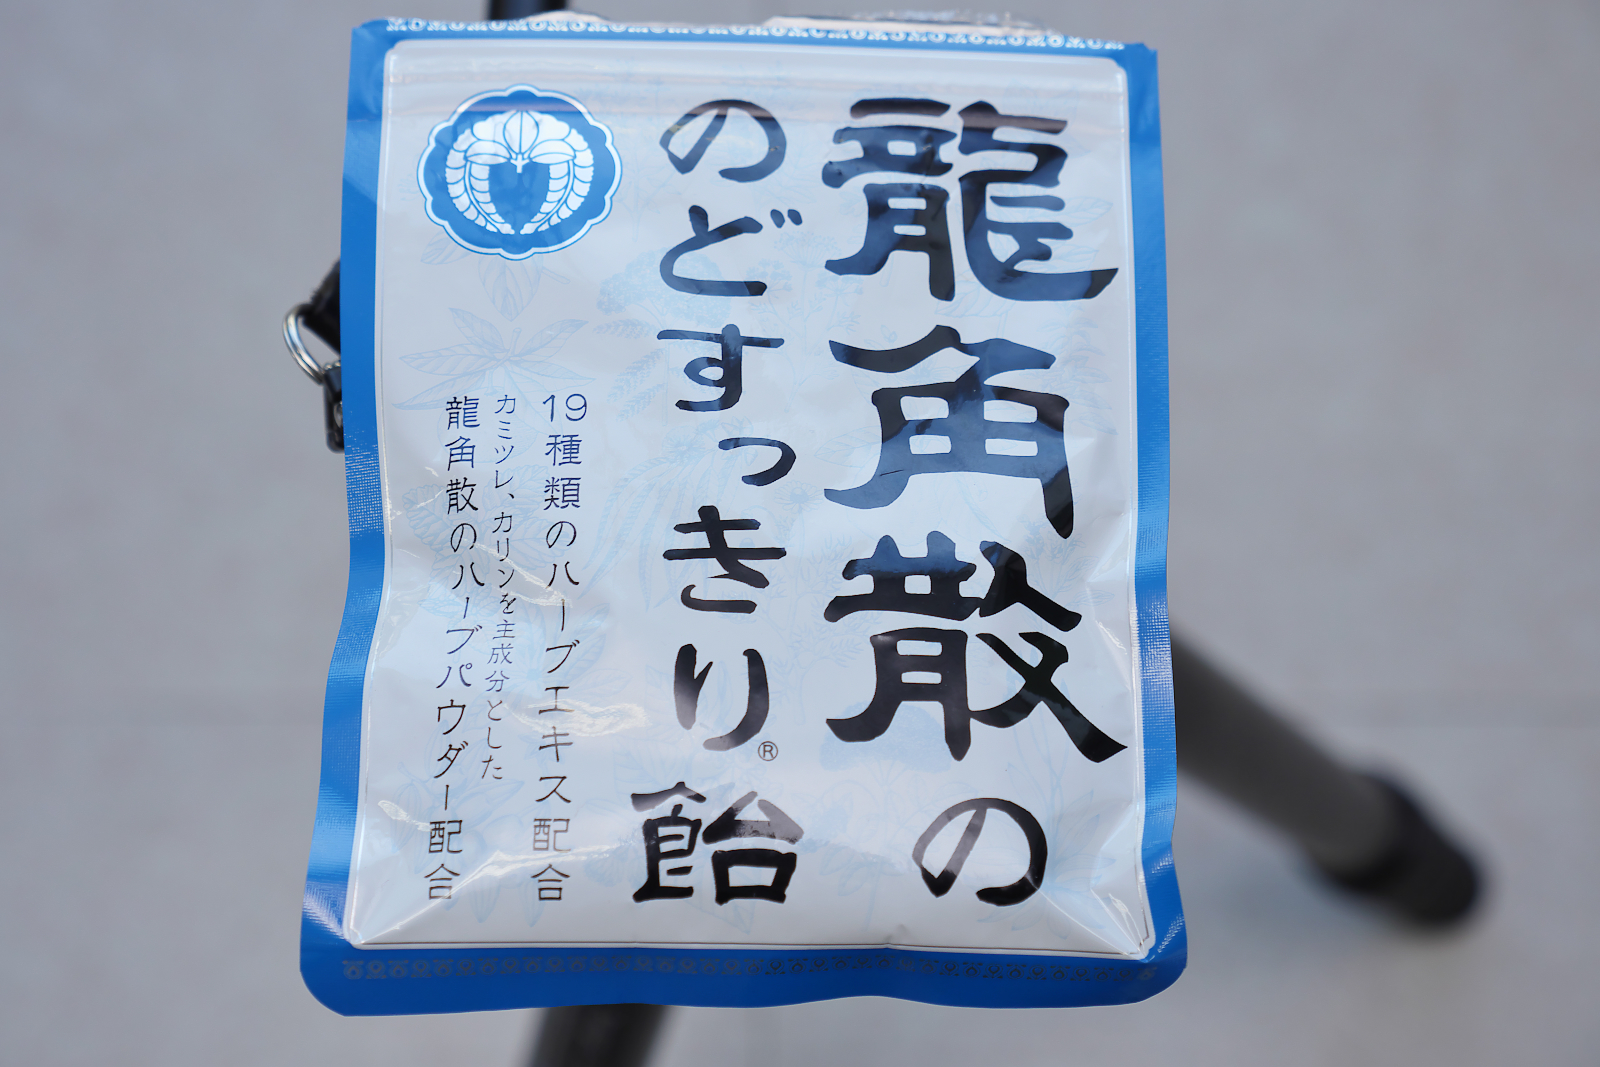 龍角散の
のどすっきり®飴
19種類のハーブエキス配合
カミツレ、カリンを主成分とした
龍角散のハーブパウダー配合